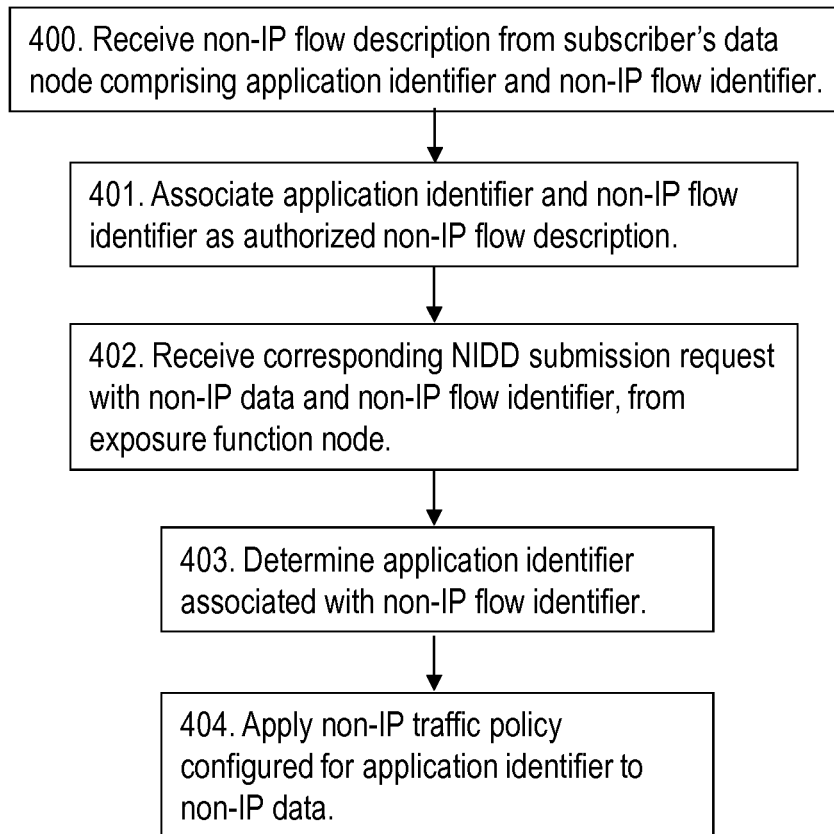 400. Receive non-IP flow description from subscriber's data
node comprising application identifier and non-IP flow identifier.
401. Associate application identifier and non-IP flow
identifier as authorized non-IP flow description.
402. Receive corresponding NIDD submission request
with non-IP data and non-IP flow identifier, from
exposure function node.
403. Determine application identifier
associated with non-IP flow identifier.
404. Apply non-IP traffic policy
configured for application identifier to
non-IP data.